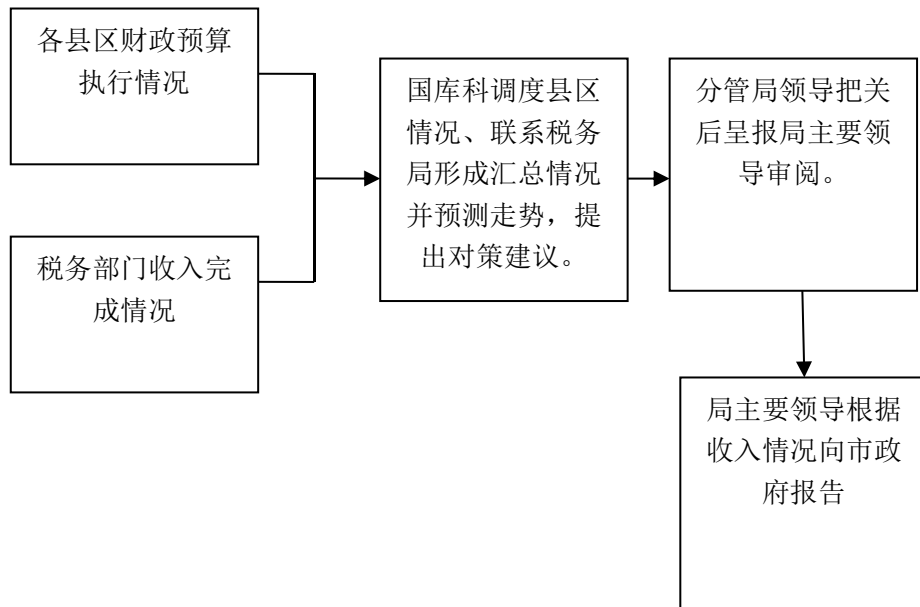 各县区财政预算
执行情况
税务部门收入完
成情况
国库科调度县区
情况、联系税务
局形成汇总情况
并预测走势，提
出对策建议。
分管局领导把关
后呈报局主要领
导审阅。
局主要领导根据
收入情况向市政
府报告